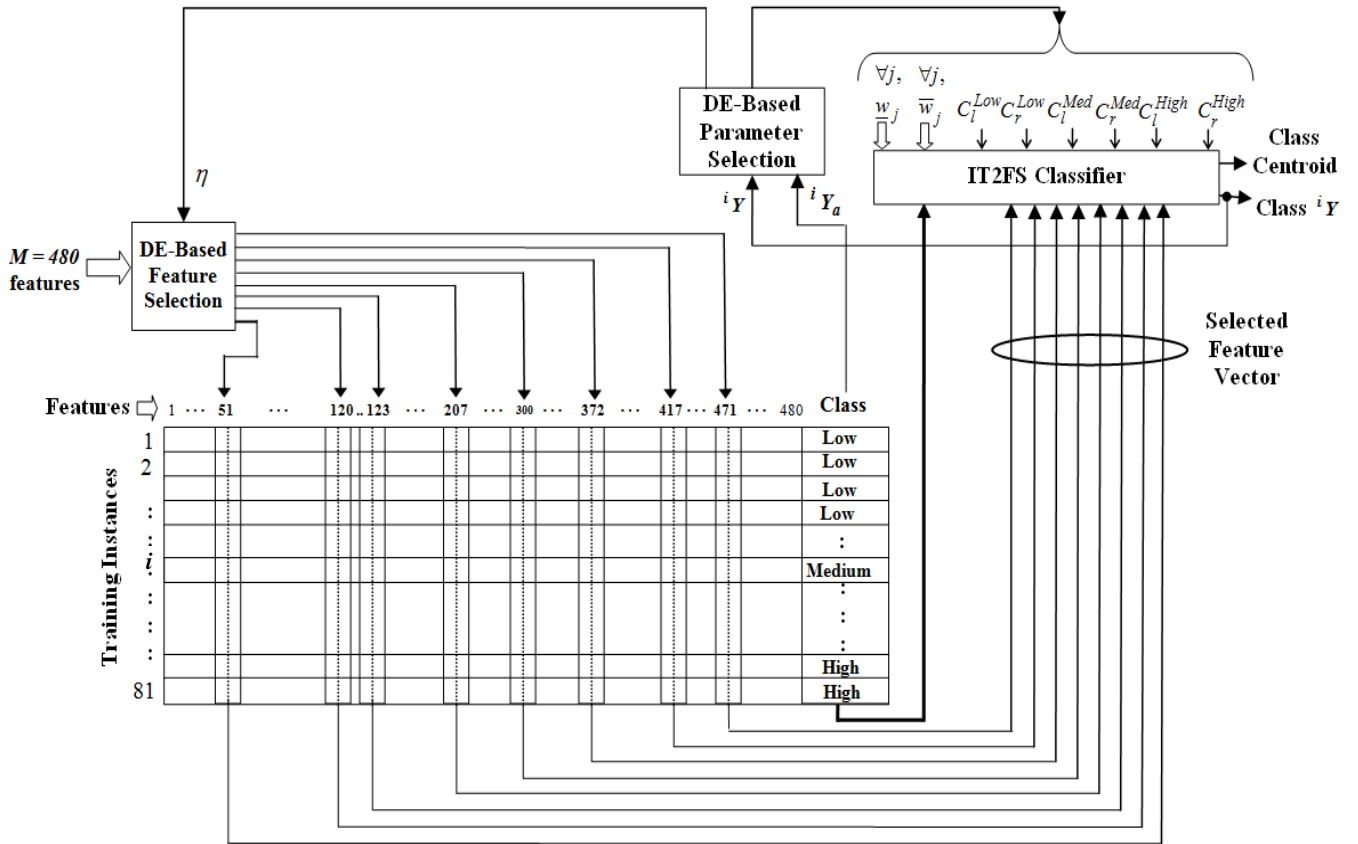 DE-Based
Parameter
Selection
∀j, ∀j,
w̲_j w̅_j C_l^{Low} C_r^{Low} C_l^{Med} C_r^{Med} C_l^{High} C_r^{High}
IT2FS Classifier
Class
Centroid
Class ^iY
η
^iY ^iY_a
M = 480
features
DE-Based
Feature
Selection
Selected
Feature
Vector
Features 1 ··· 51 ··· 120 .. 123 ··· 207 ··· 300 ··· 372 ··· 417 ··· 471 ··· 480 Class
Training Instances
1 Low
2 Low
Low
: Low
: :
i Medium
: :
: :
: :
High
81 High